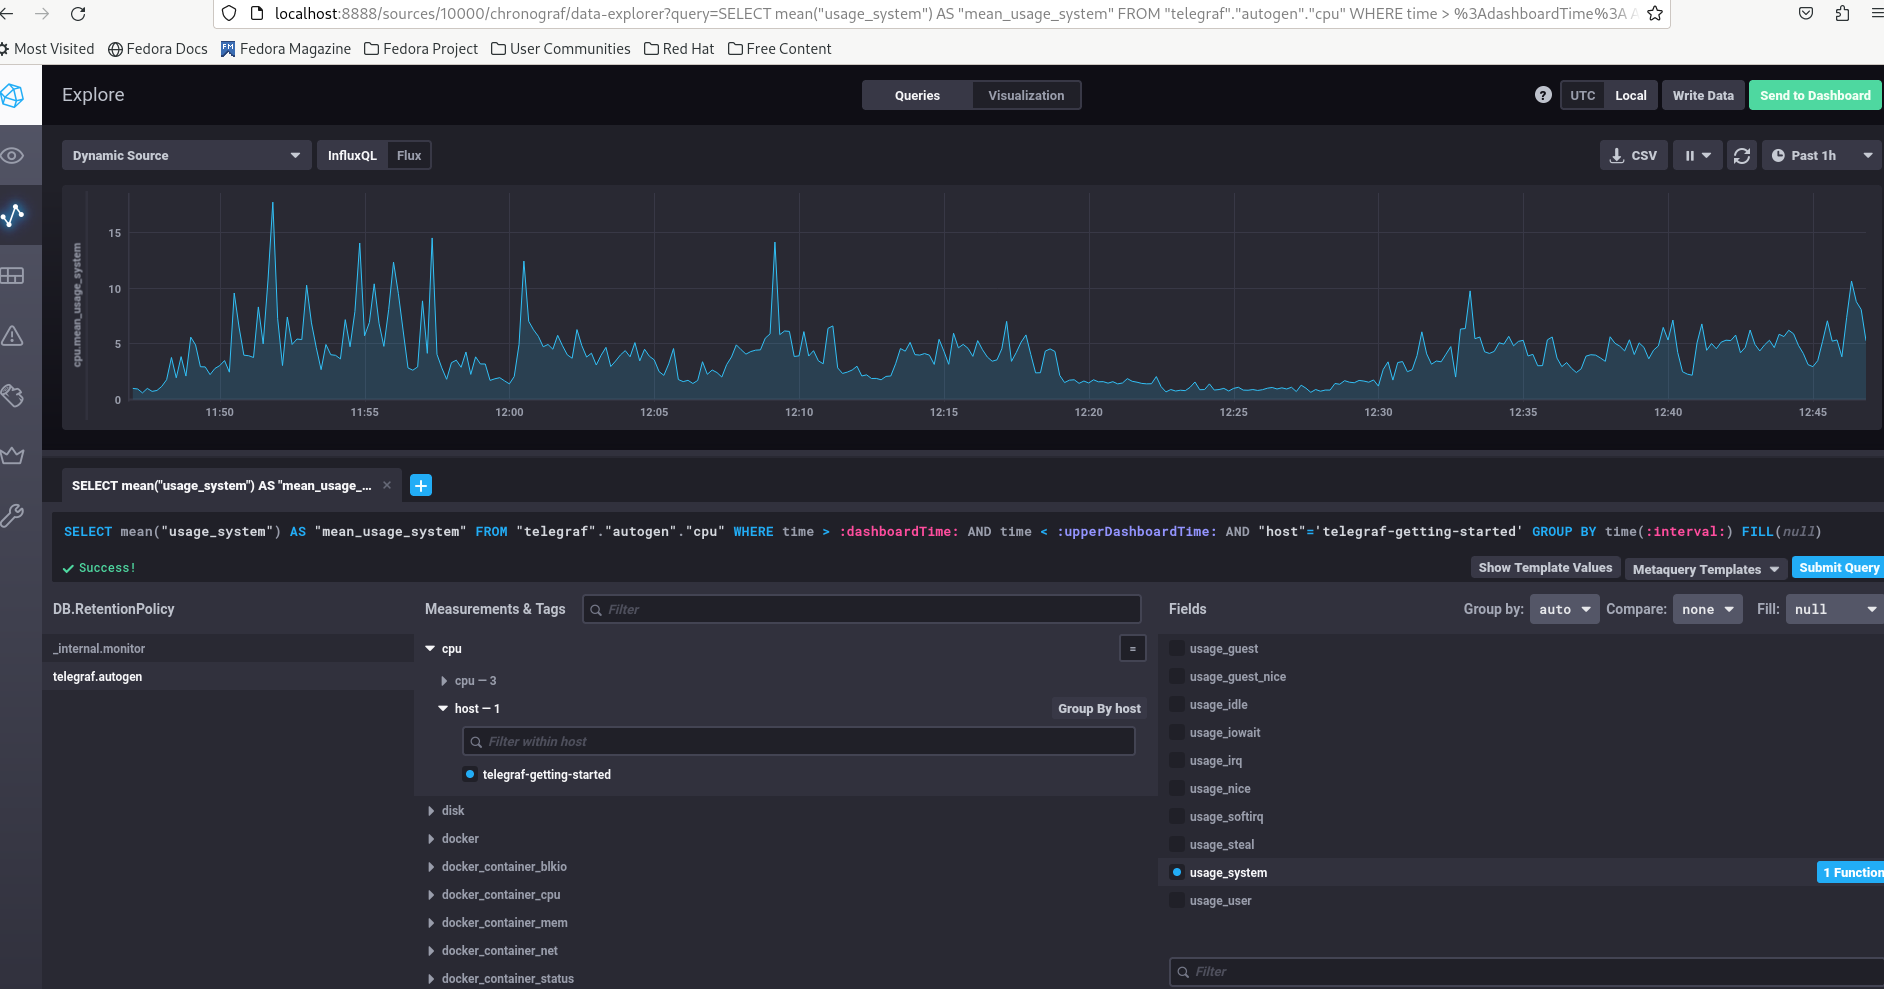 localhost:8888/sources/10000/chronograf/data-explorer?query=SELECT mean("usage_system") AS "mean_usage_system" FROM "telegraf"."autogen"."cpu" WHERE time > %3AdashboardTime%3A A
Most Visited Fedora Docs Fedora Magazine Fedora Project User Communities Red Hat Free Content
Explore Queries Visualization ? UTC Local Write Data Send to Dashboard
Dynamic Source InfluxQL Flux CSV Past 1h
cpu.mean_usage_system
15
10
5
0
11:50 11:55 12:00 12:05 12:10 12:15 12:20 12:25 12:30 12:35 12:40 12:45
SELECT mean("usage_system") AS "mean_usage_... × +
SELECT mean("usage_system") AS "mean_usage_system" FROM "telegraf"."autogen"."cpu" WHERE time > :dashboardTime: AND time < :upperDashboardTime: AND "host"='telegraf-getting-started' GROUP BY time(:interval:) FILL(null)
Success! Show Template Values Metaquery Templates Submit Query
DB.RetentionPolicy Measurements & Tags Filter Fields Group by: auto Compare: none Fill: null
_internal.monitor
telegraf.autogen
cpu =
cpu — 3
host — 1 Group By host
Filter within host
telegraf-getting-started
disk
docker
docker_container_blkio
docker_container_cpu
docker_container_mem
docker_container_net
docker_container_status
usage_guest
usage_guest_nice
usage_idle
usage_iowait
usage_irq
usage_nice
usage_softirq
usage_steal
usage_system 1 Function
usage_user
Filter